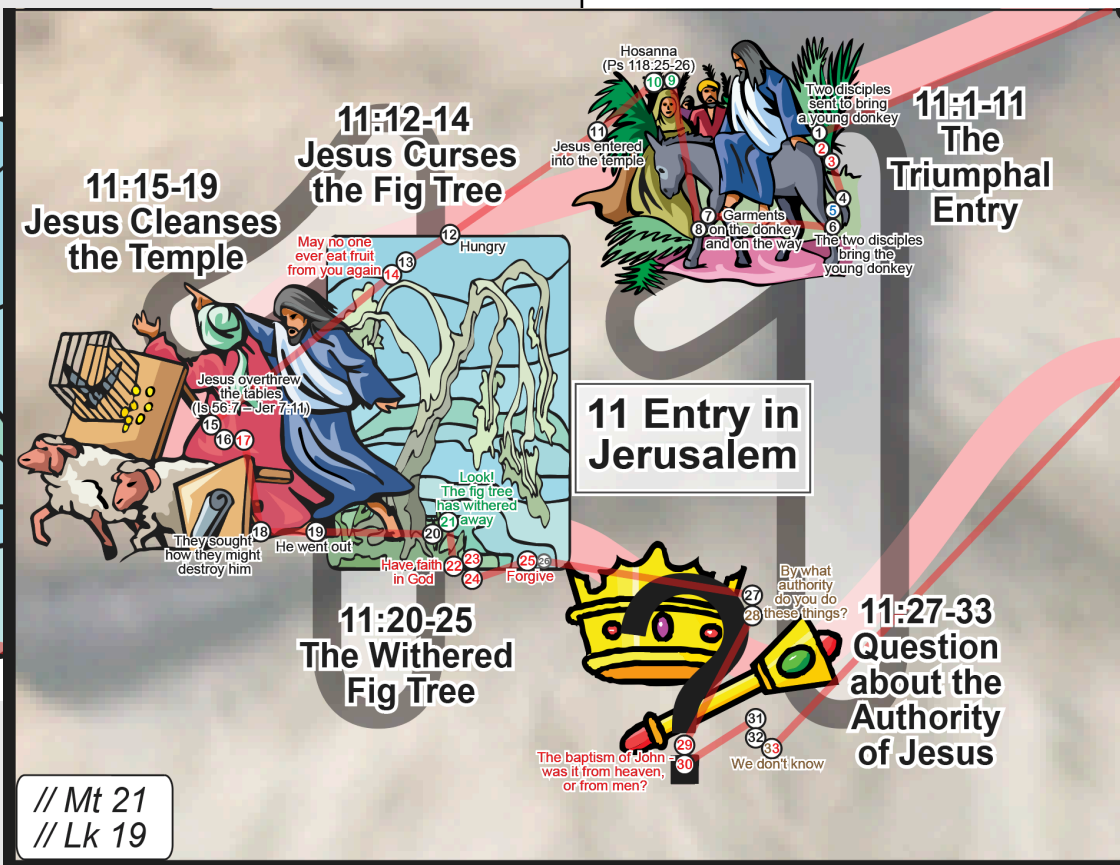 11:1-11
The
Triumphal
Entry
Two disciples
sent to bring
a young donkey
1
2
3
4
5
6
The two disciples
bring the
young donkey
7
8
Garments
on the donkey
and on the way
Hosanna
(Ps 118:25-26)
10 9
11
Jesus entered
into the temple
11:12-14
Jesus Curses
the Fig Tree
12
Hungry
13
14
May no one
ever eat fruit
from you again
11:15-19
Jesus Cleanses
the Temple
Jesus overthrew
the tables
(Is 56:7 – Jer 7:11)
15
16
17
18
They sought
how they might
destroy him
19
He went out
11 Entry in
Jerusalem
11:20-25
The Withered
Fig Tree
20
21
Look!
The fig tree
has withered
away
Have faith
in God
22
23
24
25
26
Forgive
11:27-33
Question
about the
Authority
of Jesus
27
28
By what
authority
do you do
these things?
?
29
30
The baptism of John -
was it from heaven,
or from men?
31
32
33
We don't know
// Mt 21
// Lk 19
11